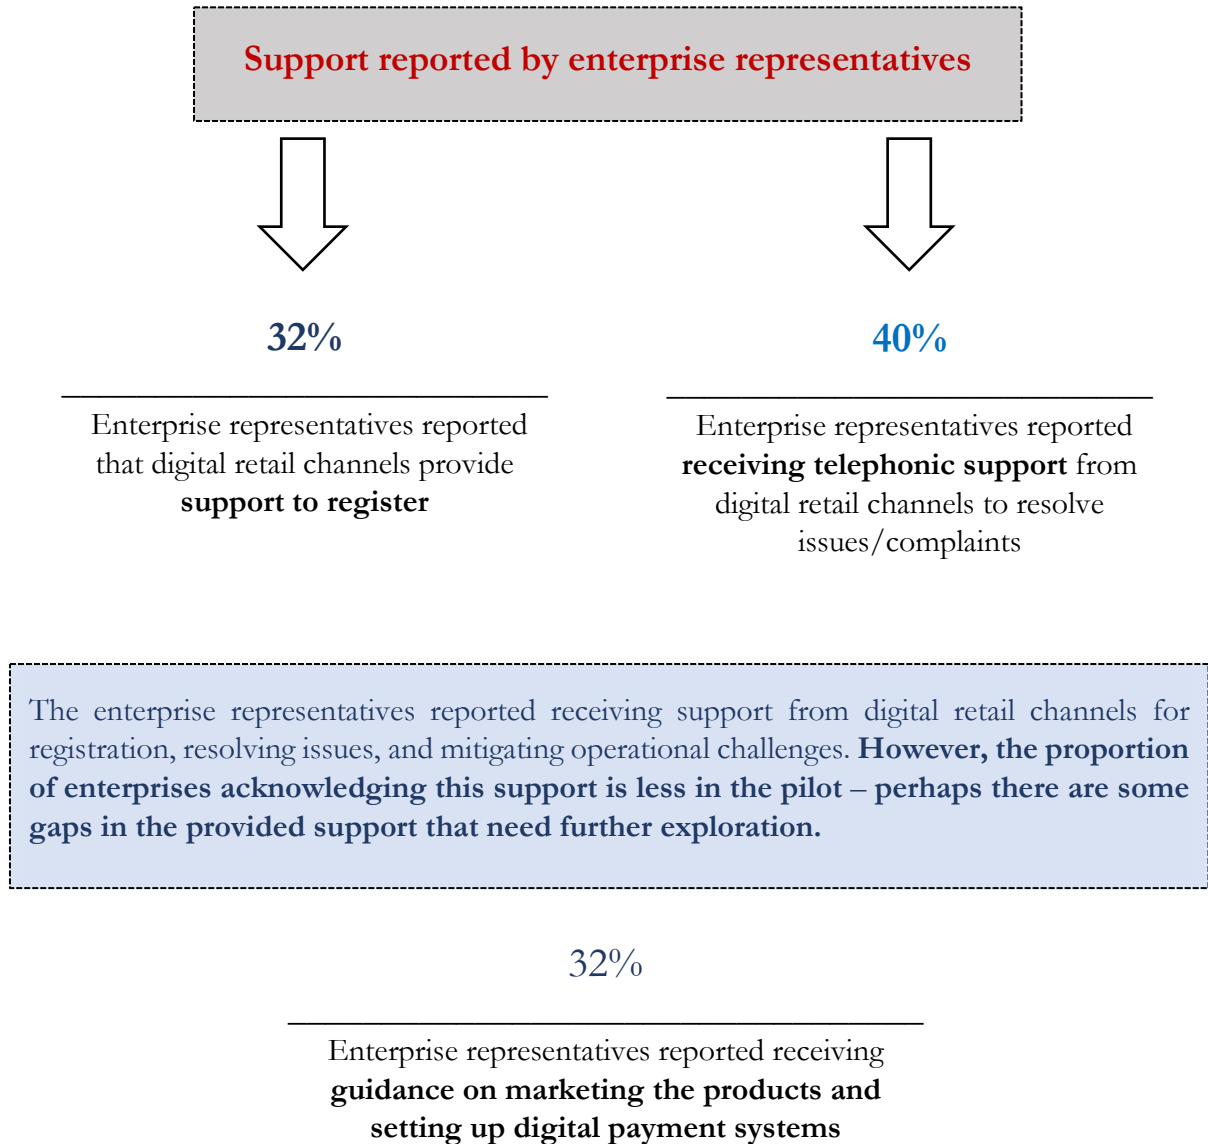 Support reported by enterprise representatives
32%
Enterprise representatives reported
that digital retail channels provide
support to register
40%
Enterprise representatives reported
receiving telephonic support from
digital retail channels to resolve
issues/complaints
The enterprise representatives reported receiving support from digital retail channels for
registration, resolving issues, and mitigating operational challenges. However, the proportion
of enterprises acknowledging this support is less in the pilot – perhaps there are some
gaps in the provided support that need further exploration.
32%
Enterprise representatives reported receiving
guidance on marketing the products and
setting up digital payment systems